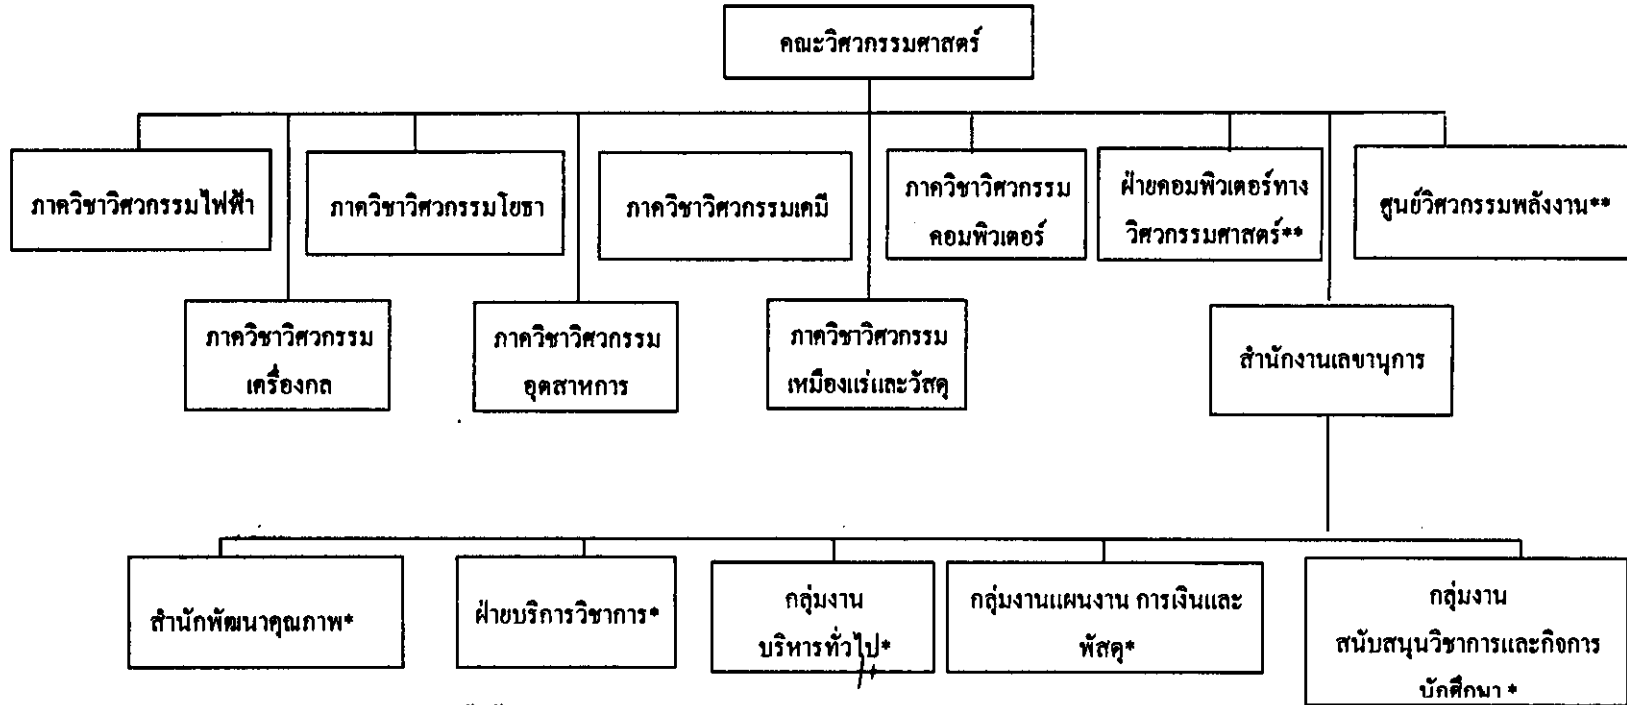 คณะวิศวกรรมศาสตร์
ภาควิชาวิศวกรรมไฟฟ้า
ภาควิชาวิศวกรรมโยธา
ภาควิชาวิศวกรรมเคมี
ภาควิชาวิศวกรรม
คอมพิวเตอร์
ฝ่ายคอมพิวเตอร์ทาง
วิศวกรรมศาสตร์**
ศูนย์วิศวกรรมพลังงาน**
ภาควิชาวิศวกรรม
เครื่องกล
ภาควิชาวิศวกรรม
อุตสาหการ
ภาควิชาวิศวกรรม
เหมืองแร่และวัสดุ
สำนักงานเลขานุการ
สำนักพัฒนาคุณภาพ*
ฝ่ายบริการวิชาการ*
กลุ่มงาน
บริหารทั่วไป*
กลุ่มงานแผนงาน การเงินและ
พัสดุ*
กลุ่มงาน
สนับสนุนวิชาการและกิจการ
นักศึกษา *